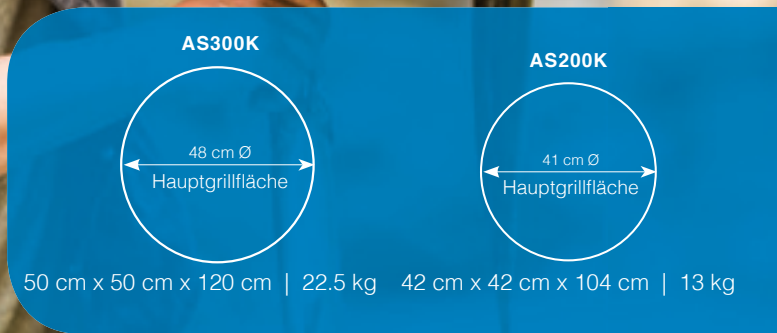 AS300K
48 cm Ø
Hauptgrillfläche
50 cm x 50 cm x 120 cm | 22.5 kg
AS200K
41 cm Ø
Hauptgrillfläche
42 cm x 42 cm x 104 cm | 13 kg